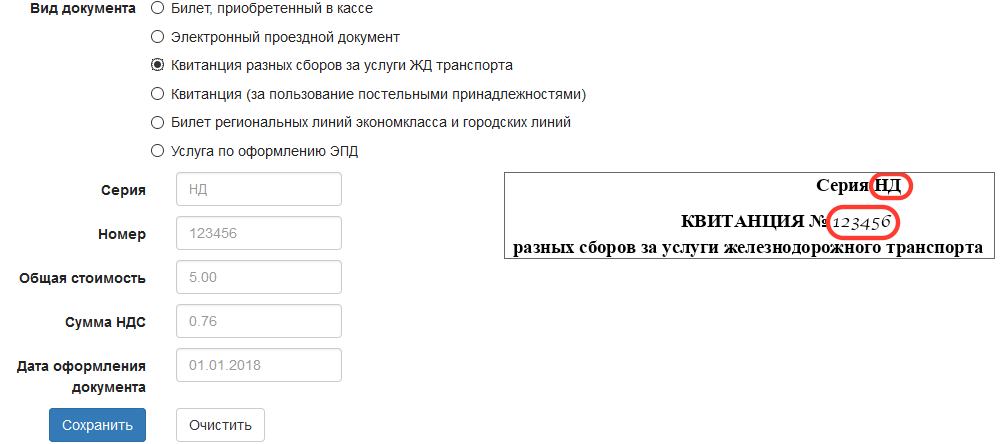 Вид документа
Билет, приобретенный в кассе
Электронный проездной документ
Квитанция разных сборов за услуги ЖД транспорта
Квитанция (за пользование постельными принадлежностями)
Билет региональных линий экономкласса и городских линий
Услуга по оформлению ЭПД
Серия НД
Номер 123456
Общая стоимость 5.00
Сумма НДС 0.76
Дата оформления 01.01.2018
документа
Сохранить Очистить
Серия НД
КВИТАНЦИЯ № 123456
разных сборов за услуги железнодорожного транспорта